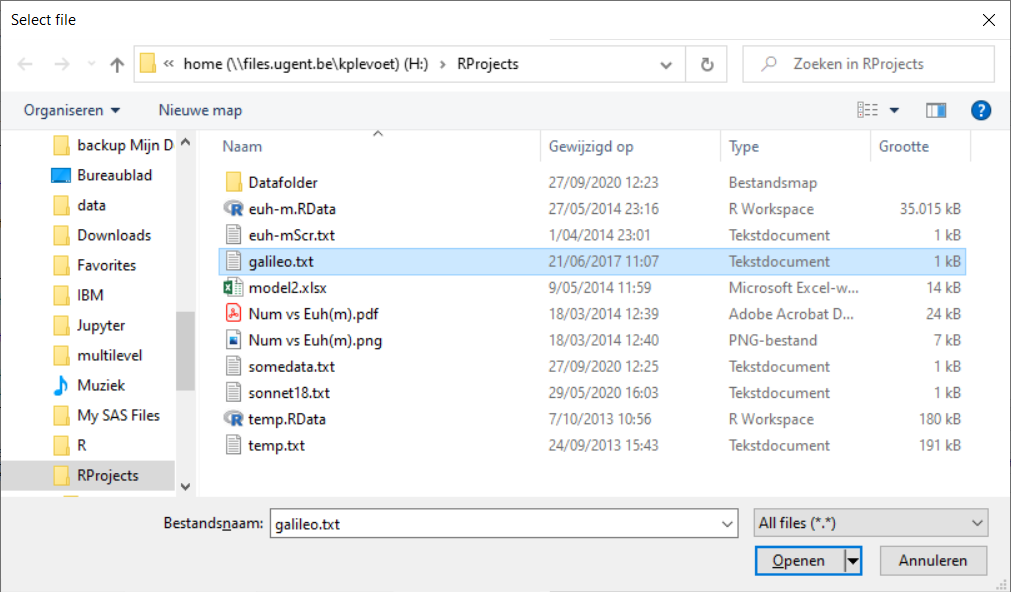 Select file
« home (\\files.ugent.be\kplevoet) (H:) › RProjects
Zoeken in RProjects
Organiseren
Nieuwe map
?
backup Mijn D
Bureaublad
data
Downloads
Favorites
IBM
Jupyter
multilevel
Muziek
My SAS Files
R
RProjects
Naam Gewijzigd op Type Grootte
Datafolder 27/09/2020 12:23 Bestandsmap
euh-m.RData 27/05/2014 23:16 R Workspace 35.015 kB
euh-mScr.txt 1/04/2014 23:01 Tekstdocument 1 kB
galileo.txt 21/06/2017 11:07 Tekstdocument 1 kB
model2.xlsx 9/05/2014 11:59 Microsoft Excel-w... 14 kB
Num vs Euh(m).pdf 18/03/2014 12:39 Adobe Acrobat D... 24 kB
Num vs Euh(m).png 18/03/2014 12:40 PNG-bestand 7 kB
somedata.txt 27/09/2020 12:25 Tekstdocument 1 kB
sonnet18.txt 29/05/2020 16:03 Tekstdocument 1 kB
temp.RData 7/10/2013 10:56 R Workspace 180 kB
temp.txt 24/09/2013 15:43 Tekstdocument 191 kB
Bestandsnaam: galileo.txt
All files (*.*)
Openen
Annuleren